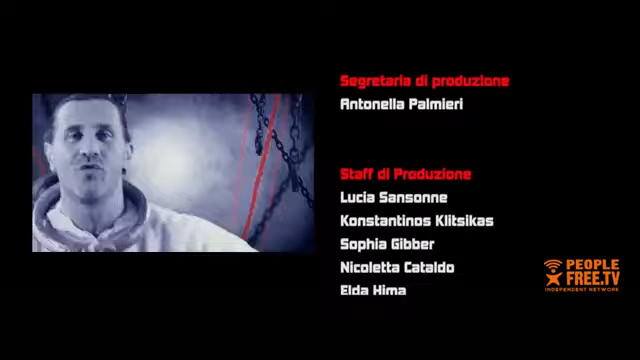 Segretaria di produzione
Antonella Palmieri
Staff di Produzione
Lucia Sansonne
Konstantinos Klitsikas
Sophia Gibber
Nicoletta Cataldo
Elda Hima
PEOPLE
FREE.TV
INDEPENDENT NETWORK